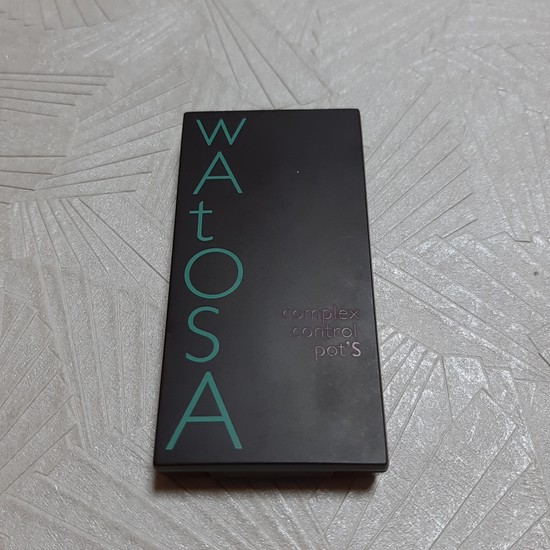 WAtOSA
complex
control
pot'S